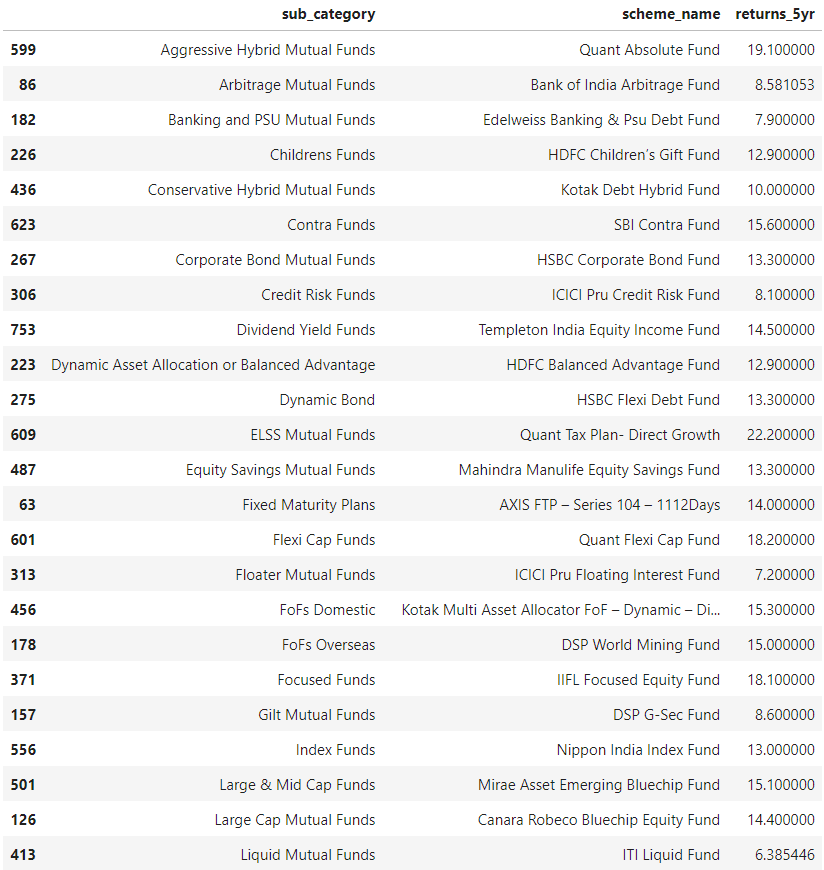 sub_category scheme_name returns_5yr
599 Aggressive Hybrid Mutual Funds Quant Absolute Fund 19.100000
86 Arbitrage Mutual Funds Bank of India Arbitrage Fund 8.581053
182 Banking and PSU Mutual Funds Edelweiss Banking & Psu Debt Fund 7.900000
226 Childrens Funds HDFC Children’s Gift Fund 12.900000
436 Conservative Hybrid Mutual Funds Kotak Debt Hybrid Fund 10.000000
623 Contra Funds SBI Contra Fund 15.600000
267 Corporate Bond Mutual Funds HSBC Corporate Bond Fund 13.300000
306 Credit Risk Funds ICICI Pru Credit Risk Fund 8.100000
753 Dividend Yield Funds Templeton India Equity Income Fund 14.500000
223 Dynamic Asset Allocation or Balanced Advantage HDFC Balanced Advantage Fund 12.900000
275 Dynamic Bond HSBC Flexi Debt Fund 13.300000
609 ELSS Mutual Funds Quant Tax Plan- Direct Growth 22.200000
487 Equity Savings Mutual Funds Mahindra Manulife Equity Savings Fund 13.300000
63 Fixed Maturity Plans AXIS FTP – Series 104 – 1112Days 14.000000
601 Flexi Cap Funds Quant Flexi Cap Fund 18.200000
313 Floater Mutual Funds ICICI Pru Floating Interest Fund 7.200000
456 FoFs Domestic Kotak Multi Asset Allocator FoF – Dynamic – Di... 15.300000
178 FoFs Overseas DSP World Mining Fund 15.000000
371 Focused Funds IIFL Focused Equity Fund 18.100000
157 Gilt Mutual Funds DSP G-Sec Fund 8.600000
556 Index Funds Nippon India Index Fund 13.000000
501 Large & Mid Cap Funds Mirae Asset Emerging Bluechip Fund 15.100000
126 Large Cap Mutual Funds Canara Robeco Bluechip Equity Fund 14.400000
413 Liquid Mutual Funds ITI Liquid Fund 6.385446